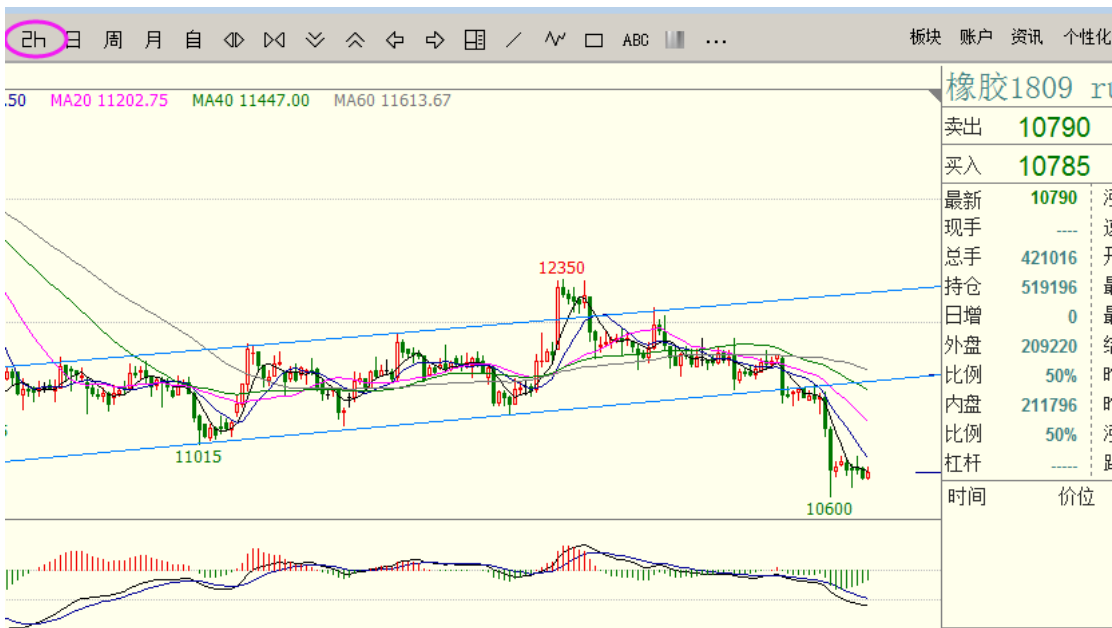 2H 日 周 月 自 ABC ... 板块 账户 资讯 个性化
.50 MA20 11202.75 MA40 11447.00 MA60 11613.67
橡胶1809 ru
卖出 10790
买入 10785
最新 10790
现手 ----
总手 421016
持仓 519196
日增 0
外盘 209220
比例 50%
内盘 211796
比例 50%
杠杆 -----
时间 价位
12350
11015
10600